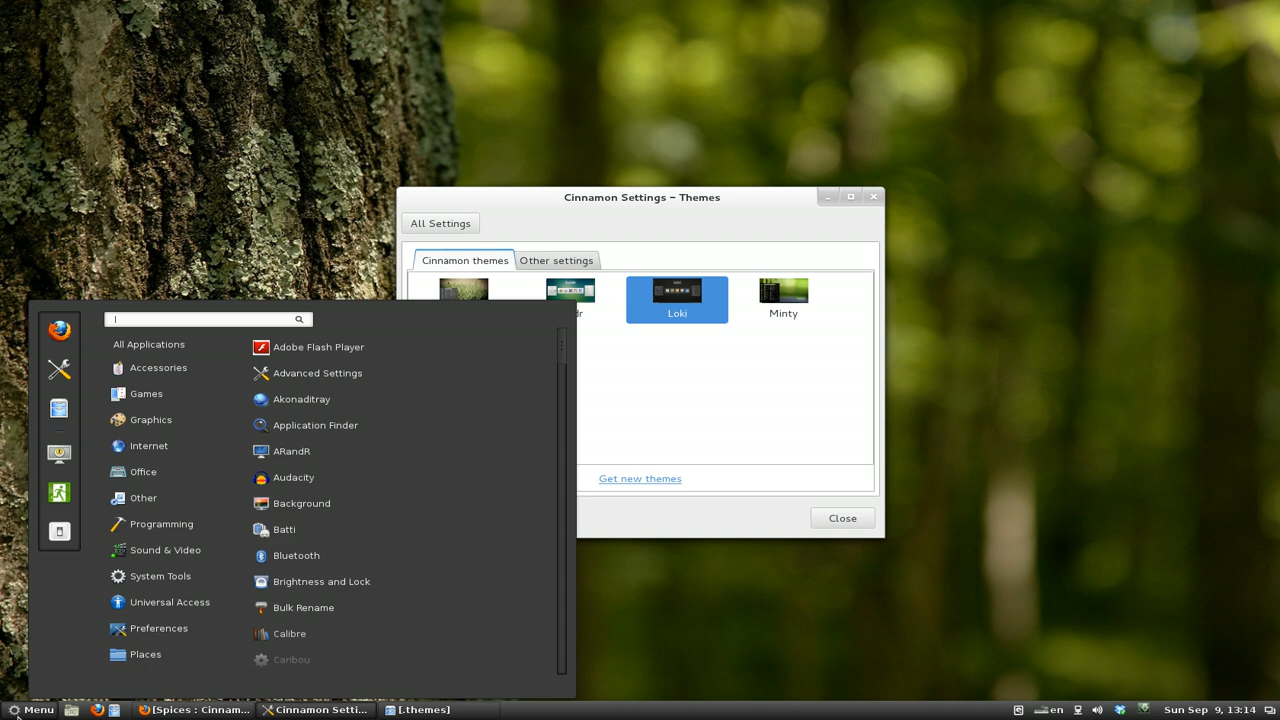 Cinnamon Settings – Themes
All Settings
Cinnamon themes
Other settings
Loki
Minty
Get new themes
Close
All Applications
Accessories
Games
Graphics
Internet
Office
Other
Programming
Sound & Video
System Tools
Universal Access
Preferences
Places
Adobe Flash Player
Advanced Settings
Akonaditray
Application Finder
ARandR
Audacity
Background
Batti
Bluetooth
Brightness and Lock
Bulk Rename
Calibre
Caribou
Menu
[Spices : Cinnam...
Cinnamon Setti...
[.themes]
en
Sun Sep 9, 13:14